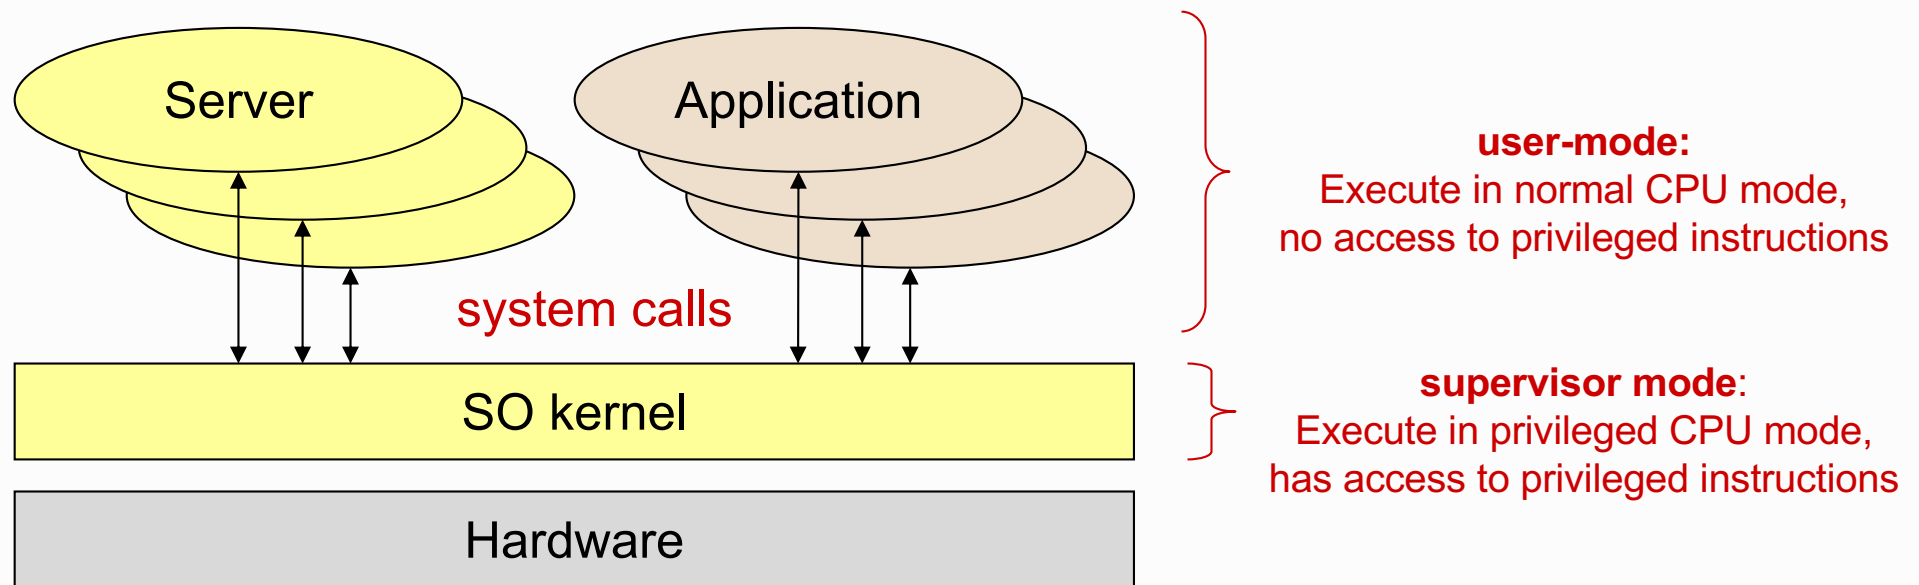 Server
Application
user-mode:
Execute in normal CPU mode,
no access to privileged instructions
system calls
SO kernel
supervisor mode:
Execute in privileged CPU mode,
has access to privileged instructions
Hardware